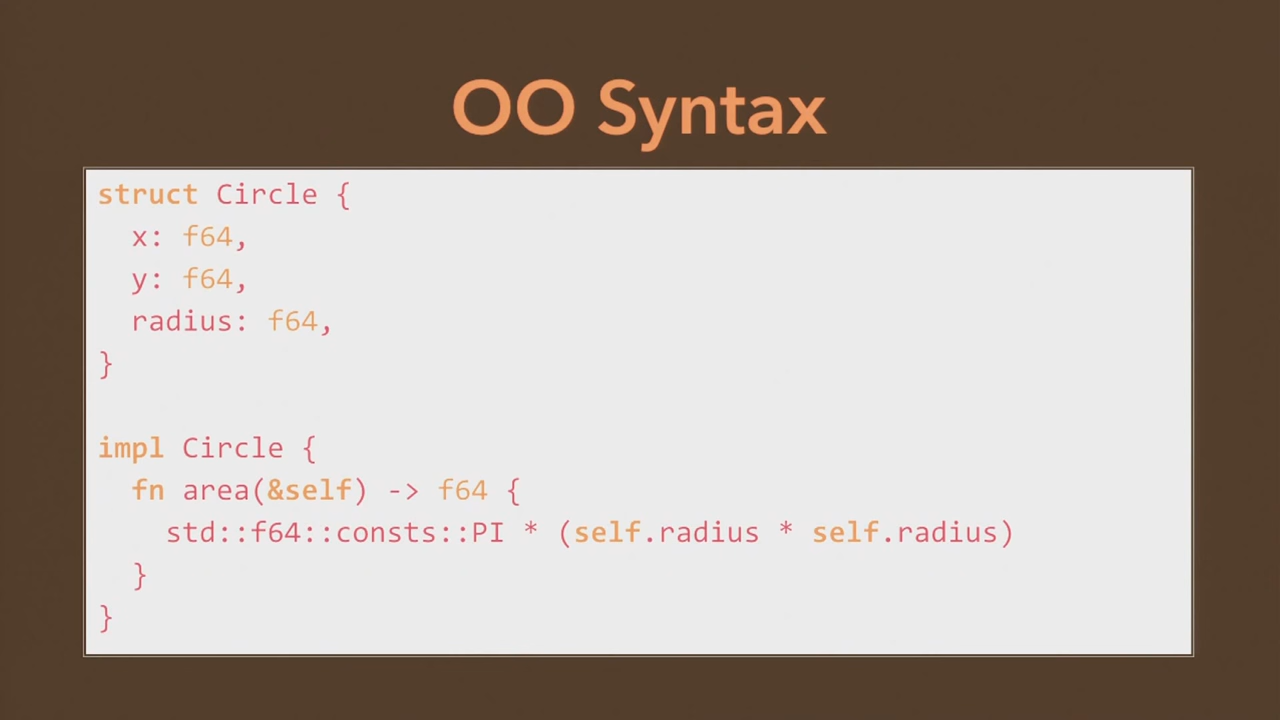 OO Syntax
struct Circle {
  x: f64,
  y: f64,
  radius: f64,
}

impl Circle {
  fn area(&self) -> f64 {
    std::f64::consts::PI * (self.radius * self.radius)
  }
}